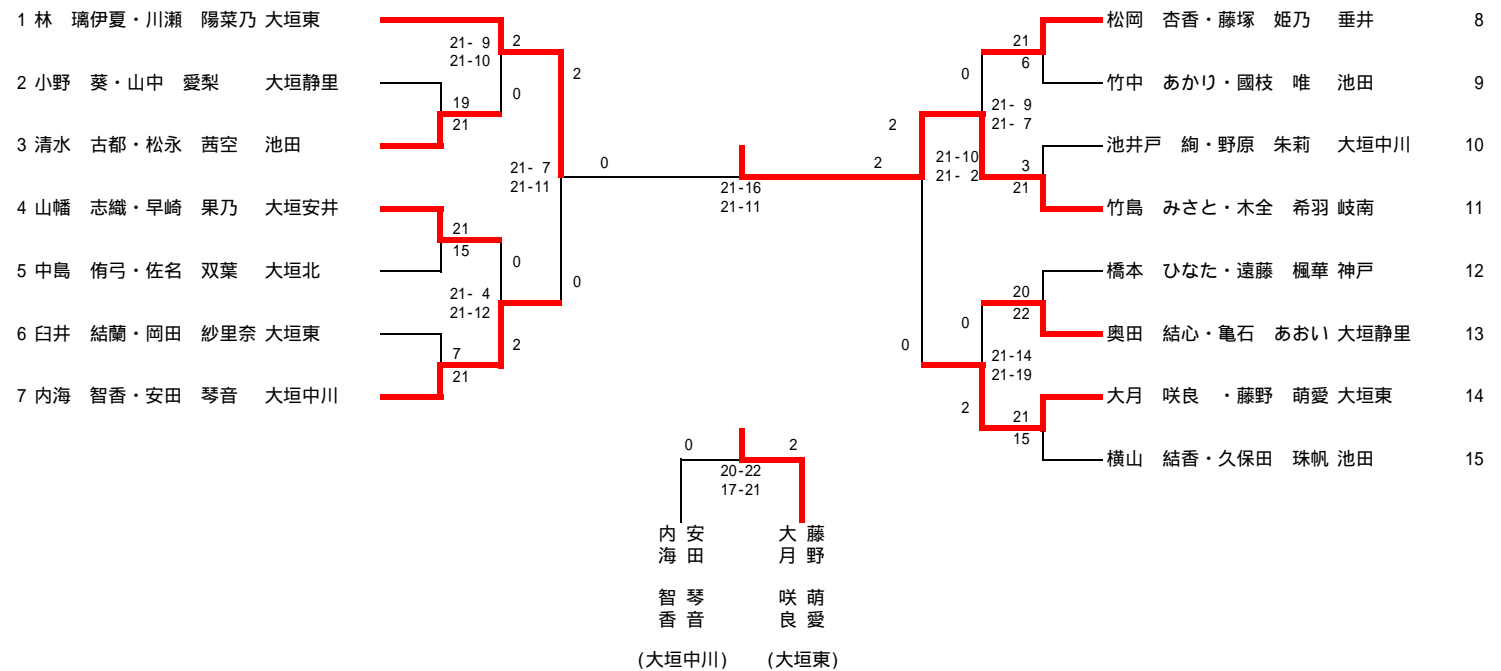 1 林 璃伊夏・川瀬 陽菜乃 大垣東
2 小野 葵・山中 愛梨 大垣静里
3 清水 古都・松永 茜空 池田
4 山幡 志織・早崎 果乃 大垣安井
5 中島 侑弓・佐名 双葉 大垣北
6 臼井 結蘭・岡田 紗里奈 大垣東
7 内海 智香・安田 琴音 大垣中川
21- 9
21-10
2
0
19
21
2
21- 7
21-11
0
21
15
0
21- 4
21-12
2
0
7
21
21-16
21-11
2
松岡 杏香・藤塚 姫乃 垂井 8
竹中 あかり・國枝 唯 池田 9
池井戸 絢・野原 朱莉 大垣中川 10
竹島 みさと・木全 希羽 岐南 11
橋本 ひなた・遠藤 楓華 神戸 12
奥田 結心・亀石 あおい 大垣静里 13
大月 咲良 ・藤野 萌愛 大垣東 14
横山 結香・久保田 珠帆 池田 15
21
6
0
21- 9
21- 7
2
21-10
21- 2
3
21
20
22
0
0
21-14
21-19
2
21
15
0
2
20-22
17-21
内海 智香
安田 琴音
(大垣中川)
大月 咲良
藤野 萌愛
(大垣東)